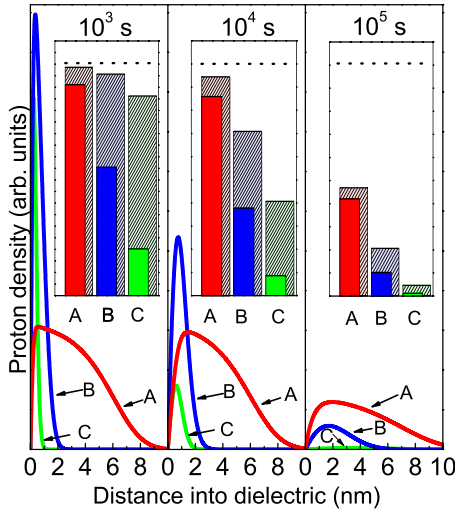 10³ s 10⁴ s 10⁵ s
Proton density (arb. units)
A B C A B C A B C
B A B A A
C C C B
0 2 4 6 8 0 2 4 6 8 0 2 4 6 8 10
Distance into dielectric (nm)